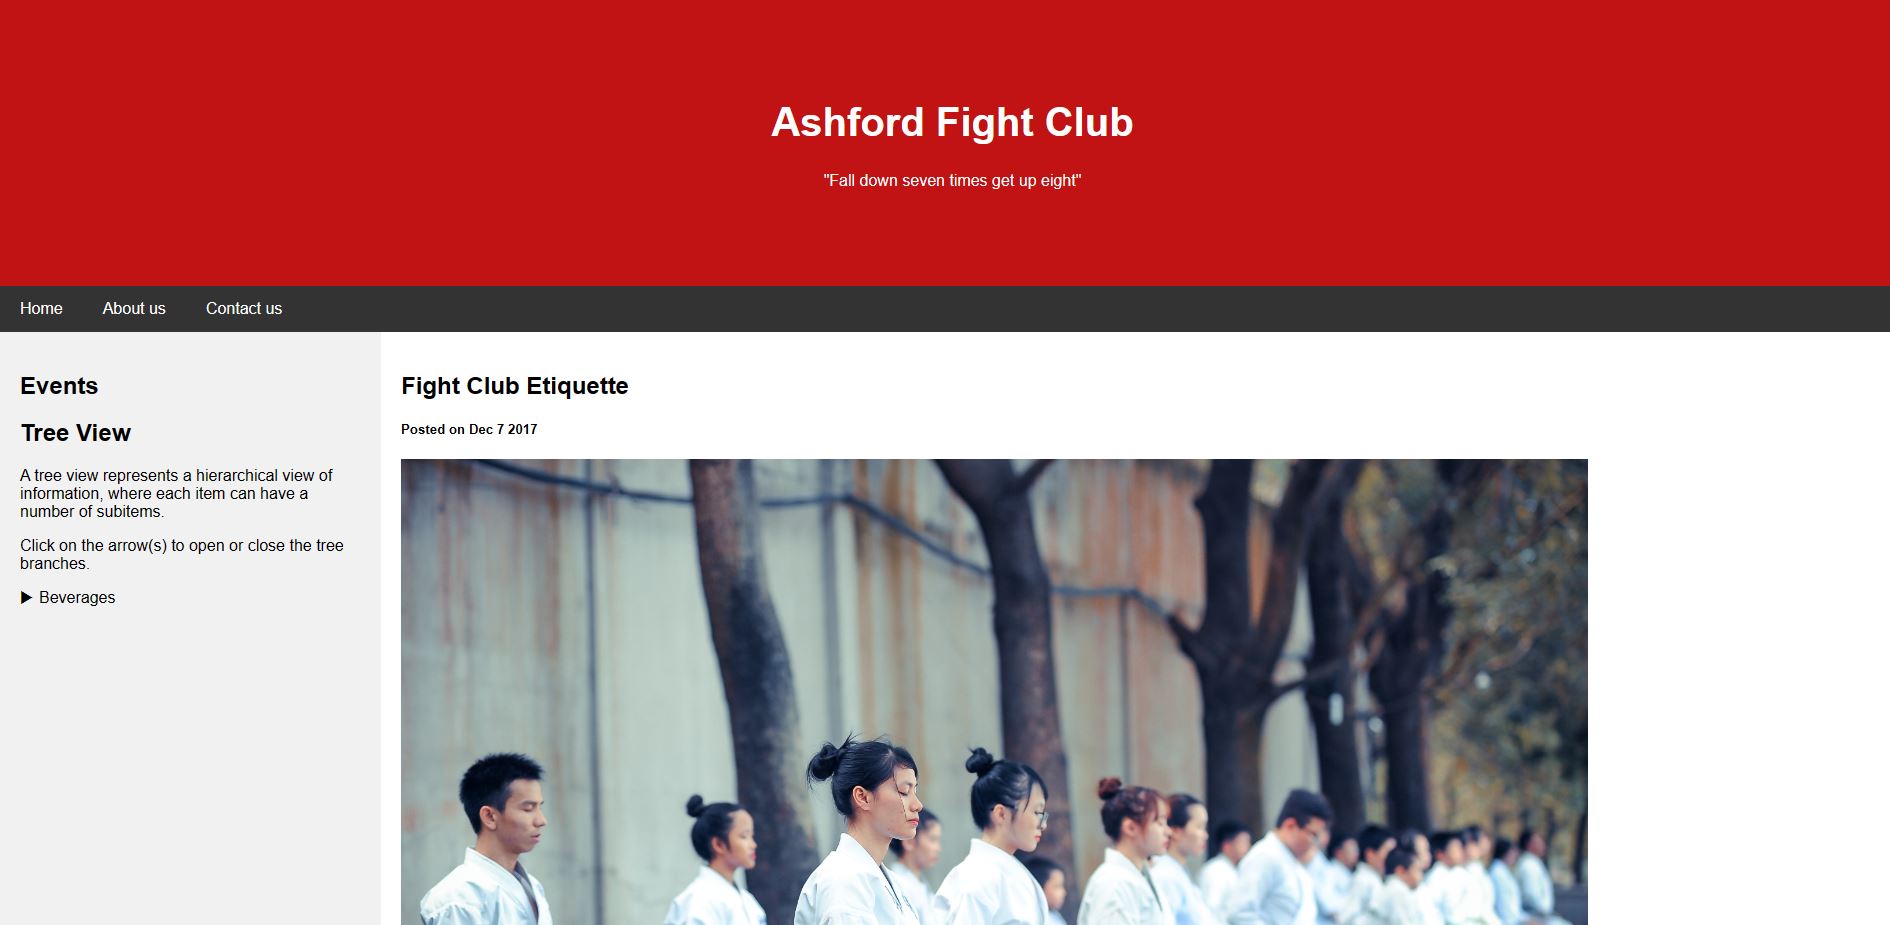 Ashford Fight Club
"Fall down seven times get up eight"
Home About us Contact us
Events
Tree View
A tree view represents a hierarchical view of
information, where each item can have a
number of subitems.
Click on the arrow(s) to open or close the tree
branches.
▶ Beverages
Fight Club Etiquette
Posted on Dec 7 2017